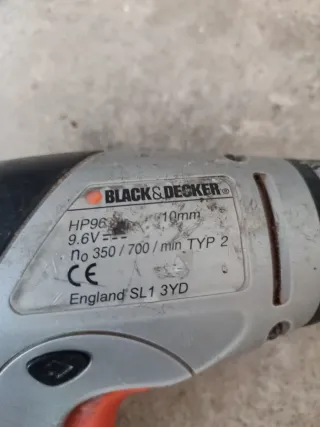 BLACK&DECKER®
HP96 10mm
9.6V
n₀ 350 / 700 / min TYP 2
CE
England SL1 3YD